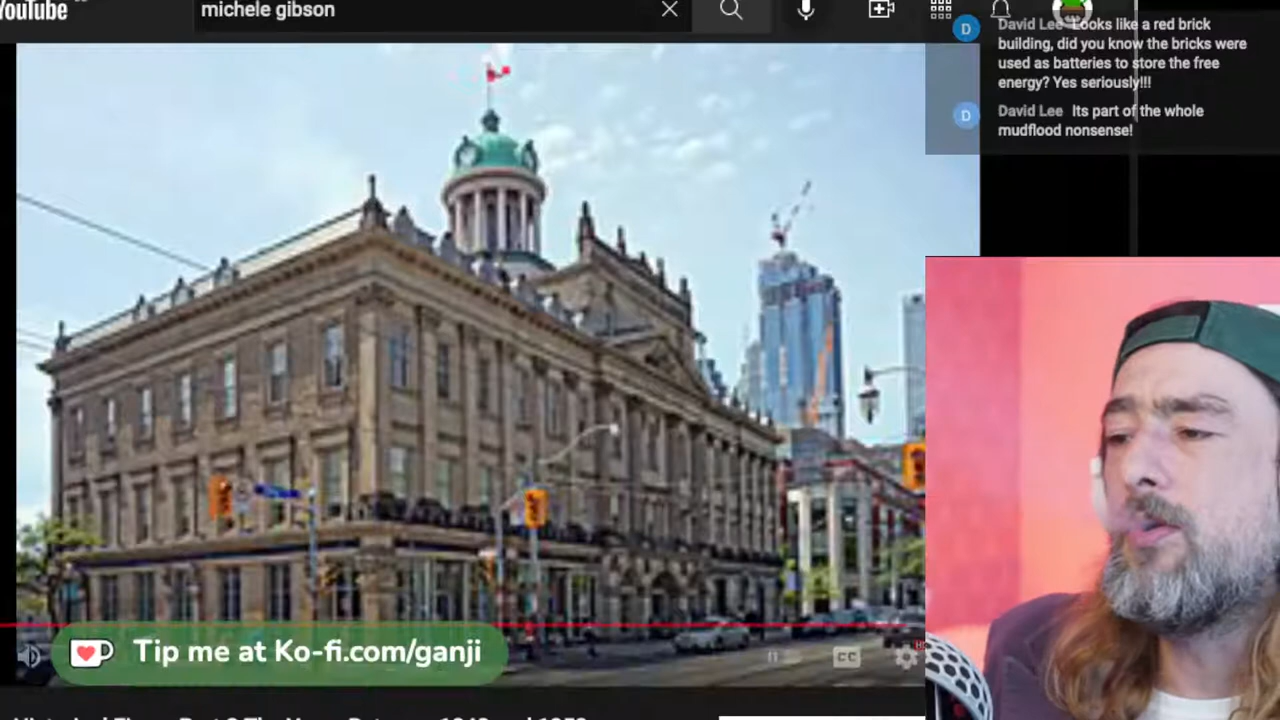 YouTube
michele gibson
David Lee Looks like a red brick
building, did you know the bricks were
used as batteries to store the free
energy? Yes seriously!!!
D
David Lee Its part of the whole
mudflood nonsense!
D
Tip me at Ko-fi.com/ganji
CC
HD